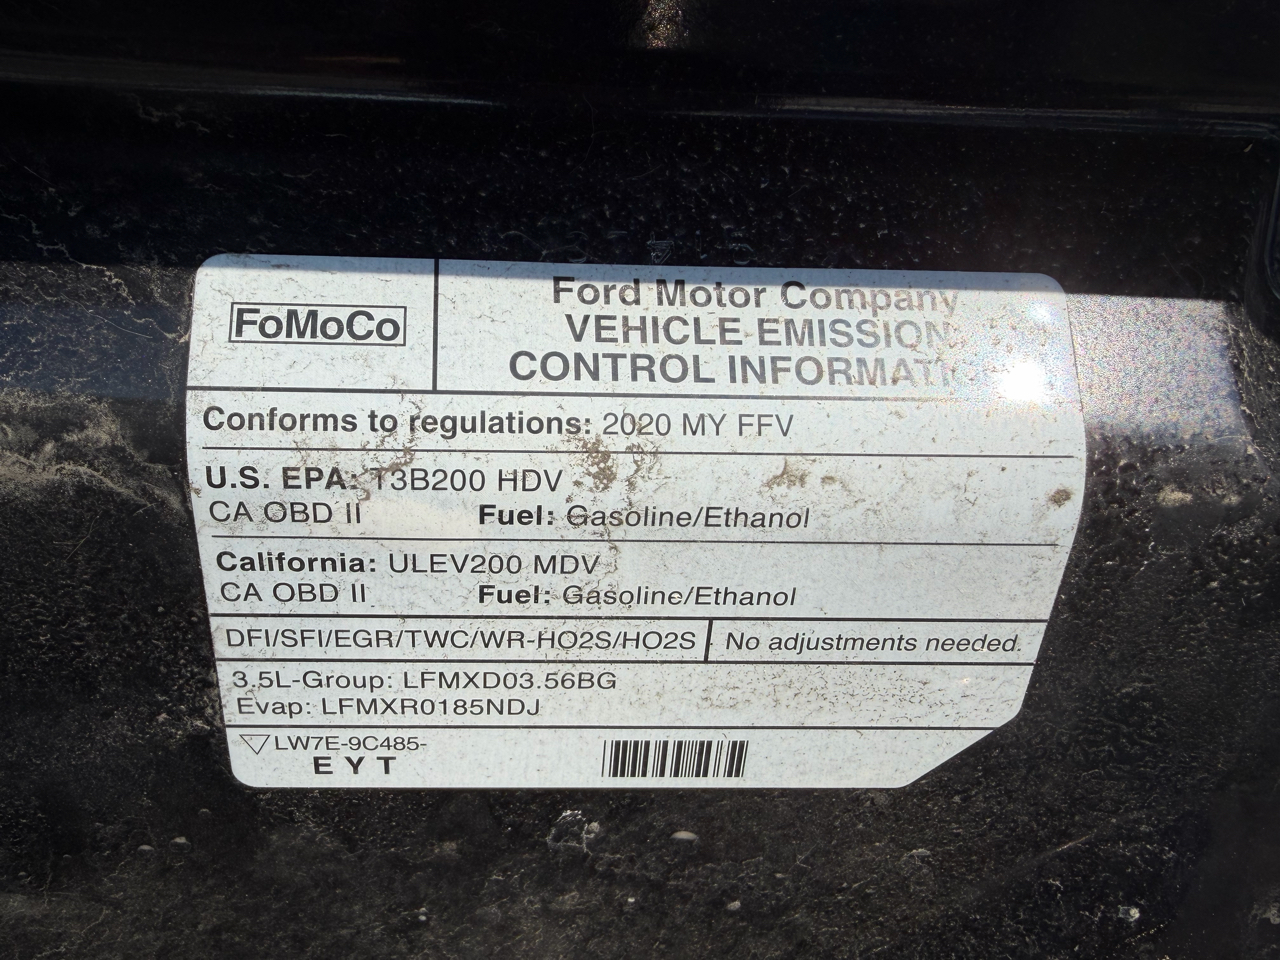 FoMoCo
Ford Motor Company
VEHICLE EMISSION
CONTROL INFORMATION
Conforms to regulations: 2020 MY FFV
U.S. EPA: T3B200 HDV
CA OBD II Fuel: Gasoline/Ethanol
California: ULEV200 MDV
CA OBD II Fuel: Gasoline/Ethanol
DFI/SFI/EGR/TWC/WR-HO2S/HO2S No adjustments needed.
3.5L-Group: LFMXD03.56BG
Evap: LFMXR0185NDJ
LW7E-9C485-
EYT